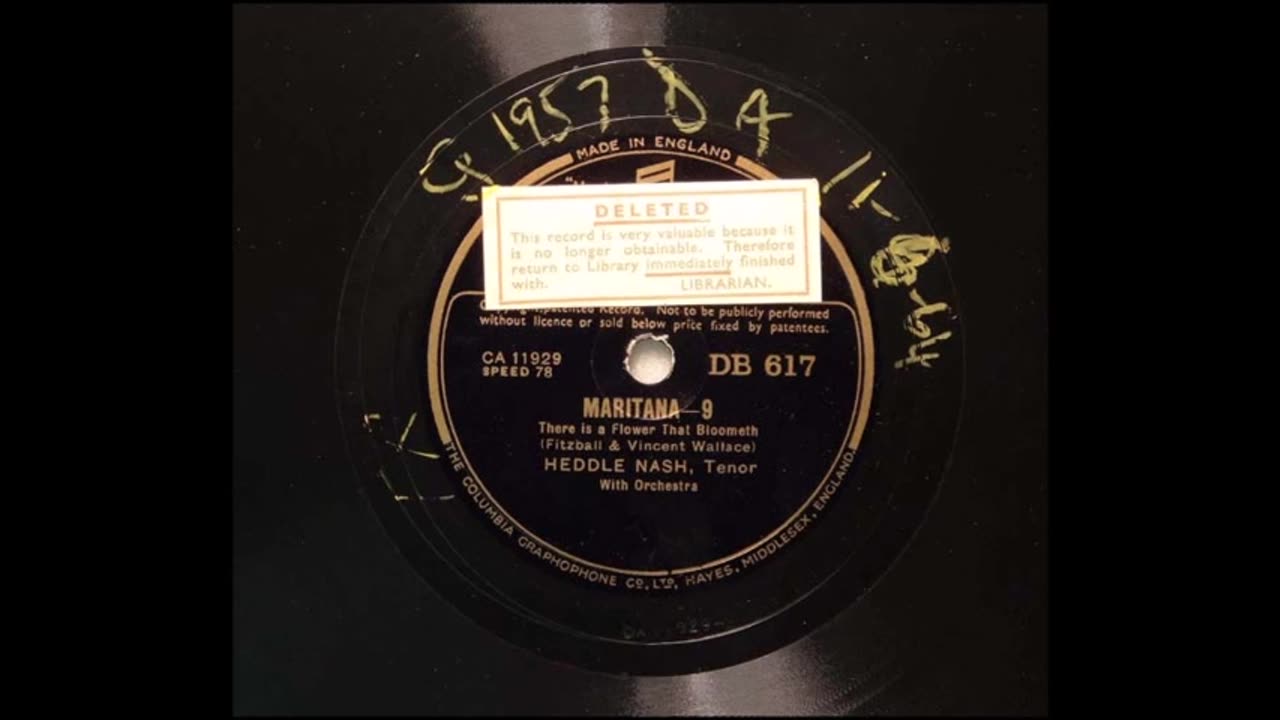 G 1957 D A 11-
MADE IN ENGLAND
DELETED
This record is very valuable because it
is no longer obtainable. Therefore
return to Library immediately finished
with. LIBRARIAN.
Record. Not to be publicly performed
without licence or sold below price fixed by patentees.
CA 11929
SPEED 78
DB 617
MARITANA—9
There is a Flower That Bloometh
(Fitzball & Vincent Wallace)
HEDDLE NASH, Tenor
With Orchestra
THE COLUMBIA GRAPHOPHONE CO., LTD., HAYES, MIDDLESEX, ENGLAND.